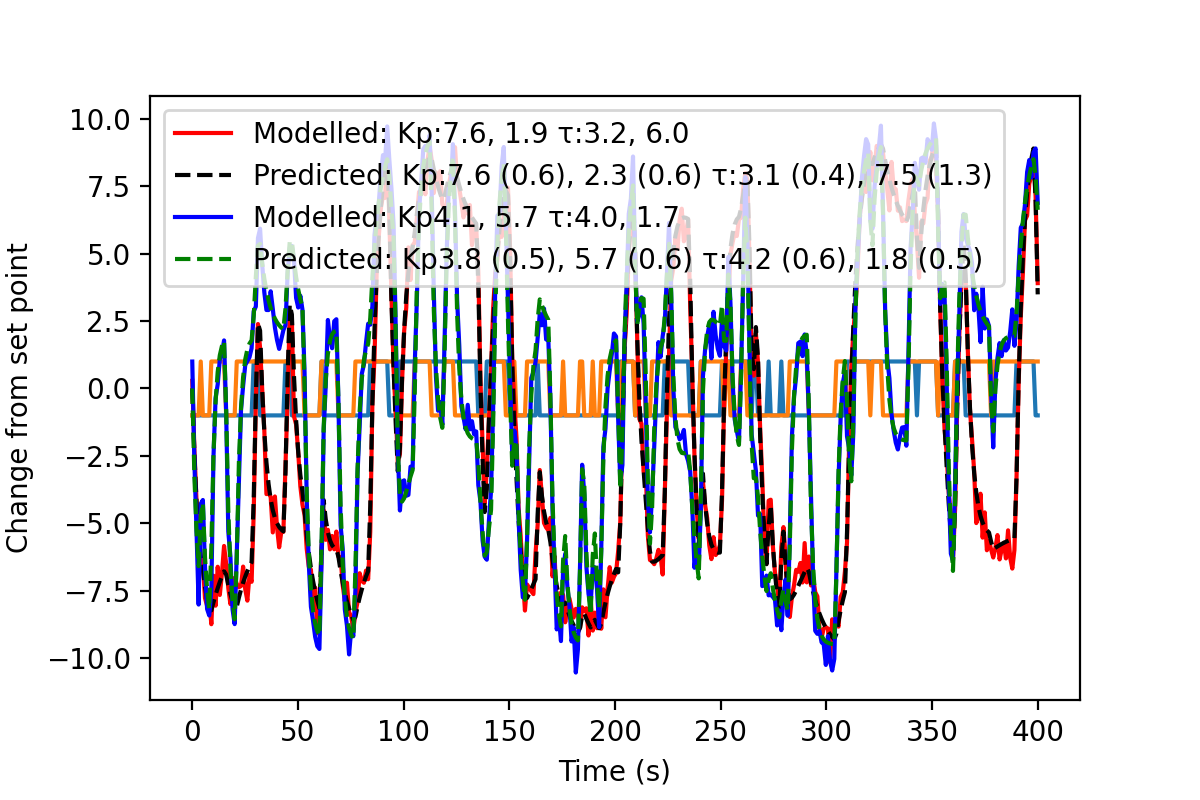 10.0
7.5
5.0
2.5
0.0
−2.5
−5.0
−7.5
−10.0
Change from set point
Modelled: Kp:7.6, 1.9 τ:3.2, 6.0
Predicted: Kp:7.6 (0.6), 2.3 (0.6) τ:3.1 (0.4), 7.5 (1.3)
Modelled: Kp4.1, 5.7 τ:4.0, 1.7
Predicted: Kp3.8 (0.5), 5.7 (0.6) τ:4.2 (0.6), 1.8 (0.5)
0 50 100 150 200 250 300 350 400
Time (s)